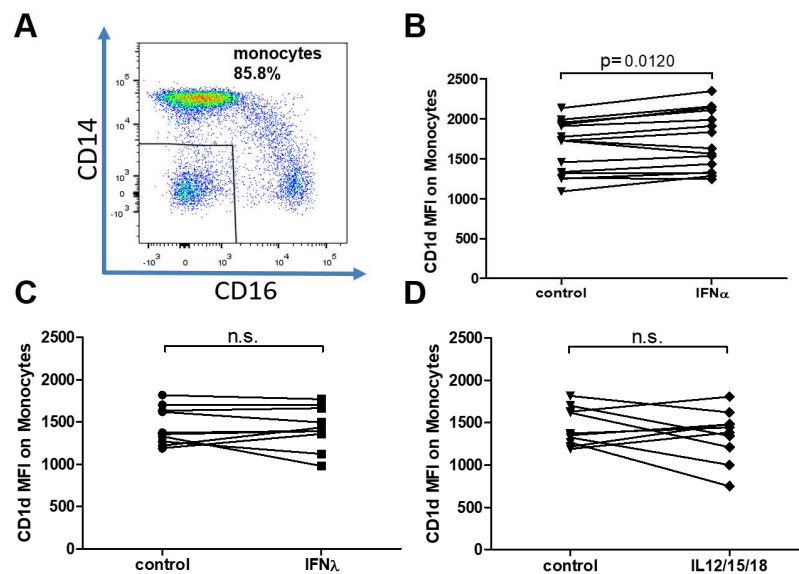 A
monocytes
85.8%
CD14
10^5
10^4
10^3
0
-10^3
-10^3 0 10^3 10^4 10^5
CD16
B
p= 0.0120
CD1d MFI on Monocytes
2500
2000
1500
1000
500
0
control IFNα
C
n.s.
CD1d MFI on Monocytes
2500
2000
1500
1000
500
0
control IFNλ
D
n.s.
CD1d MFI on Monocytes
2500
2000
1500
1000
500
0
control IL12/15/18